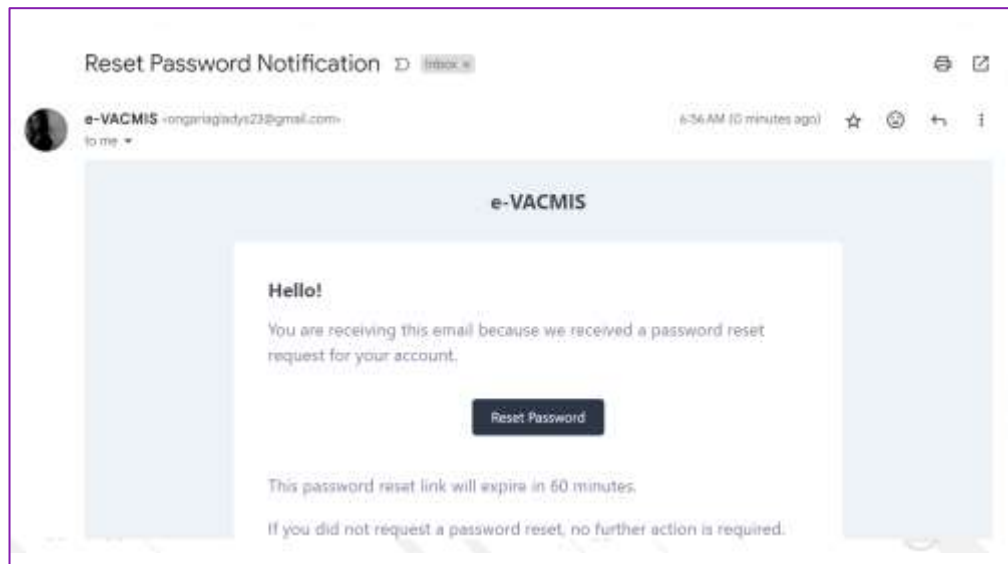 Reset Password Notification
Inbox ×
e-VACMIS <ongariagladys23@gmail.com>
6:56 AM (0 minutes ago)
to me
e-VACMIS
Hello!
You are receiving this email because we received a password reset
request for your account.
Reset Password
This password reset link will expire in 60 minutes.
If you did not request a password reset, no further action is required.